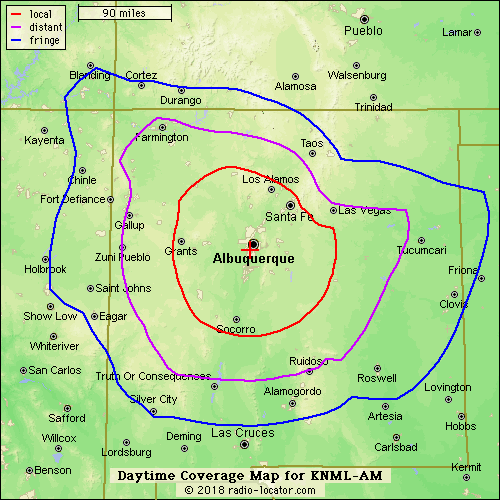 local
distant
fringe
90 miles
Pueblo
Lamar
Blanding
Cortez
Walsenburg
Alamosa
Durango
Trinidad
Kayenta
Farmington
Taos
Chinle
Los Alamos
Fort Defiance
Santa Fe
Las Vegas
Gallup
Grants
Tucumcari
Zuni Pueblo
Albuquerque
Holbrook
Friona
Saint Johns
Clovis
Show Low
Eagar
Socorro
Whiteriver
Ruidoso
San Carlos
Truth Or Consequences
Roswell
Alamogordo
Lovington
Silver City
Safford
Artesia
Hobbs
Las Cruces
Willcox
Lordsburg
Deming
Carlsbad
Benson
Kermit
Daytime Coverage Map for KNML-AM
© 2018 radio-locator.com